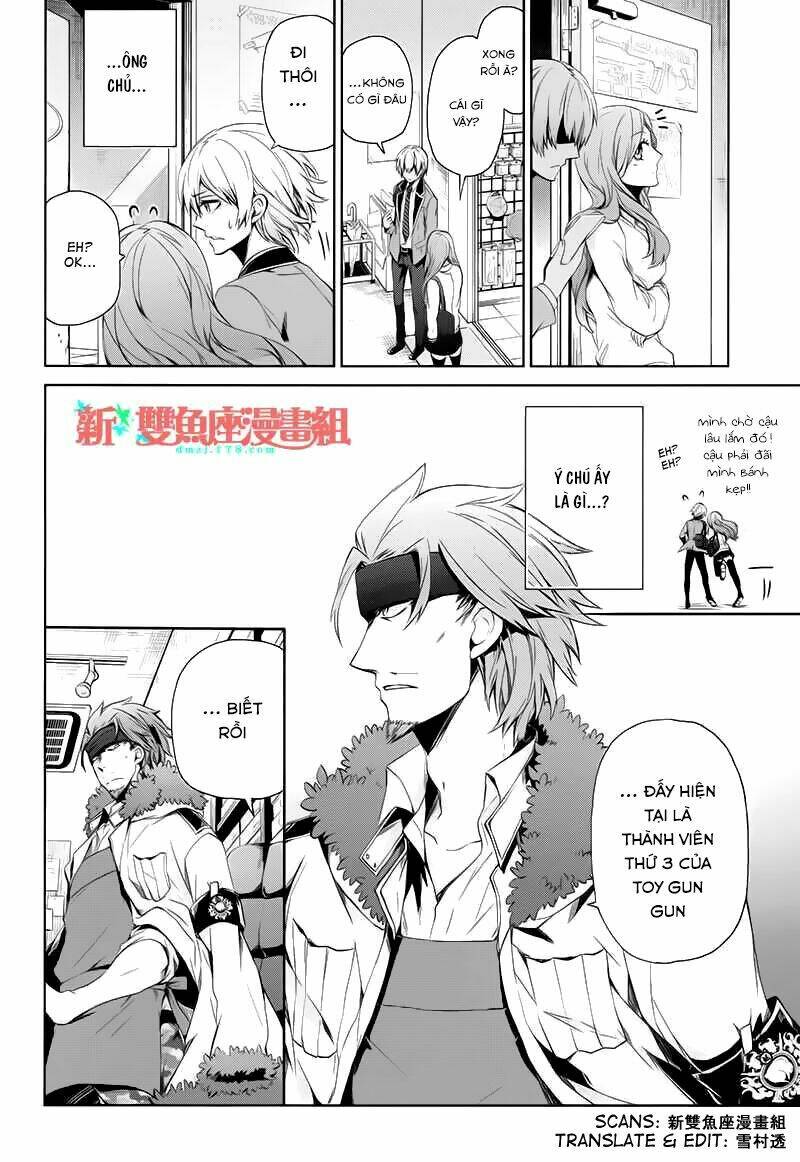 XONG
RỒI À?
CÁI GÌ
VẬY?
...KHÔNG
CÓ GÌ ĐÂU
ĐI
THÔI
...
...ÔNG
CHỦ...
EH?
OK...
新雙魚座漫畫組
dmzj.178.com
MÌNH CHỜ CẬU
LÂU LẮM ĐÓ!
CẬU PHẢI ĐÃI
MÌNH BÁNH
KẸP!!
EH?
EH?
Ý CHÚ ẤY
LÀ GÌ...?
... ĐẤY HIỆN
TẠI LÀ
THÀNH VIÊN
THỨ 3 CỦA
TOY GUN
GUN
... BIẾT
RỒI
SCANS: 新雙魚座漫畫組
TRANSLATE & EDIT: 雪村透